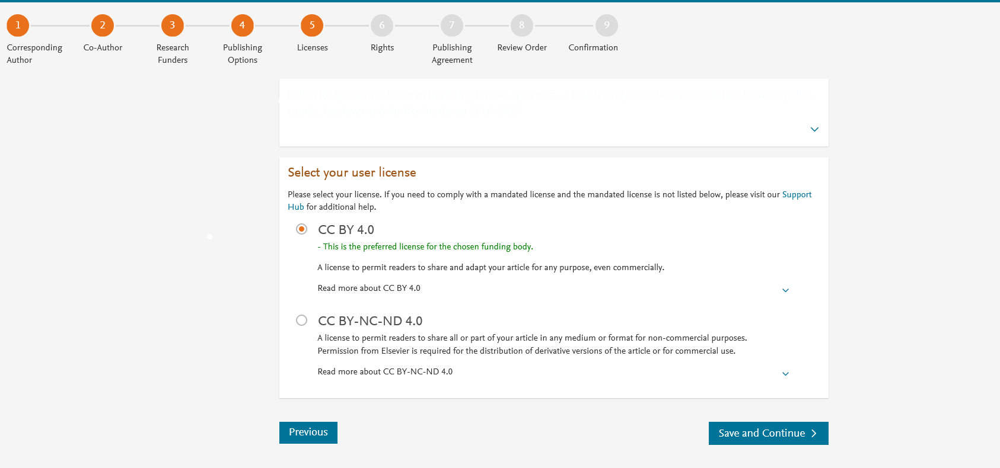 1 2 3 4 5 6 7 8 9
Corresponding Co-Author Research Publishing Licenses Rights Publishing Review Order Confirmation
Author Funders Options Agreement
Select your user license
Please select your license. If you need to comply with a mandated license and the mandated license is not listed below, please visit our Support
Hub for additional help.
CC BY 4.0
- This is the preferred license for the chosen funding body.
A license to permit readers to share and adapt your article for any purpose, even commercially.
Read more about CC BY 4.0
CC BY-NC-ND 4.0
A license to permit readers to share all or part of your article in any medium or format for non-commercial purposes.
Permission from Elsevier is required for the distribution of derivative versions of the article or for commercial use.
Read more about CC BY-NC-ND 4.0
Previous
Save and Continue